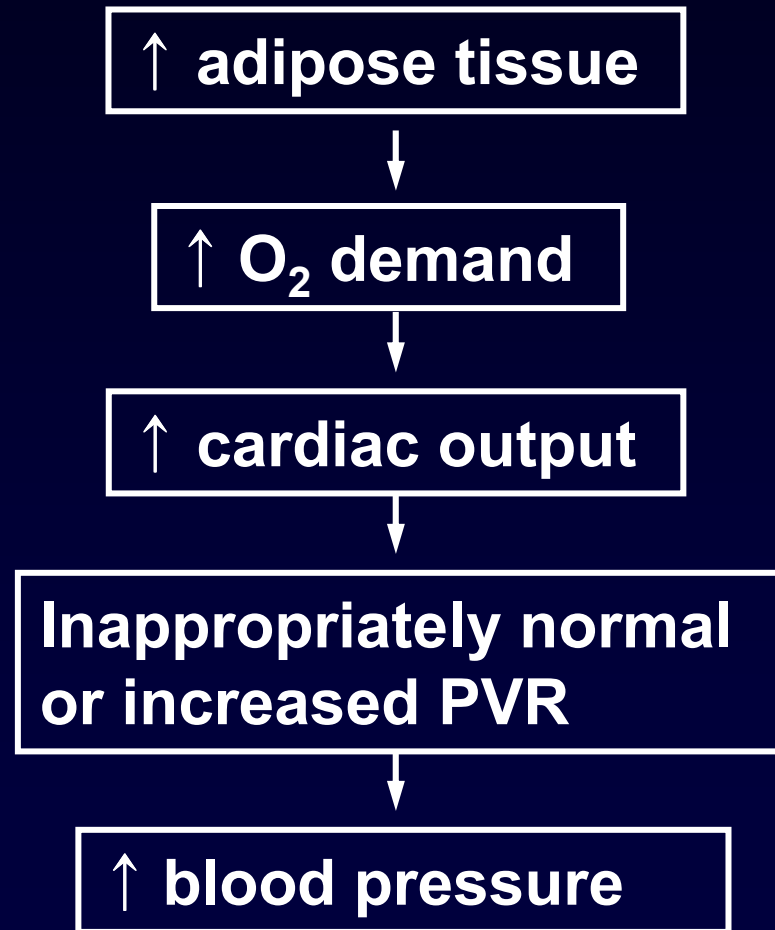 ↑ adipose tissue
↑ O₂ demand
↑ cardiac output
Inappropriately normal
or increased PVR
↑ blood pressure